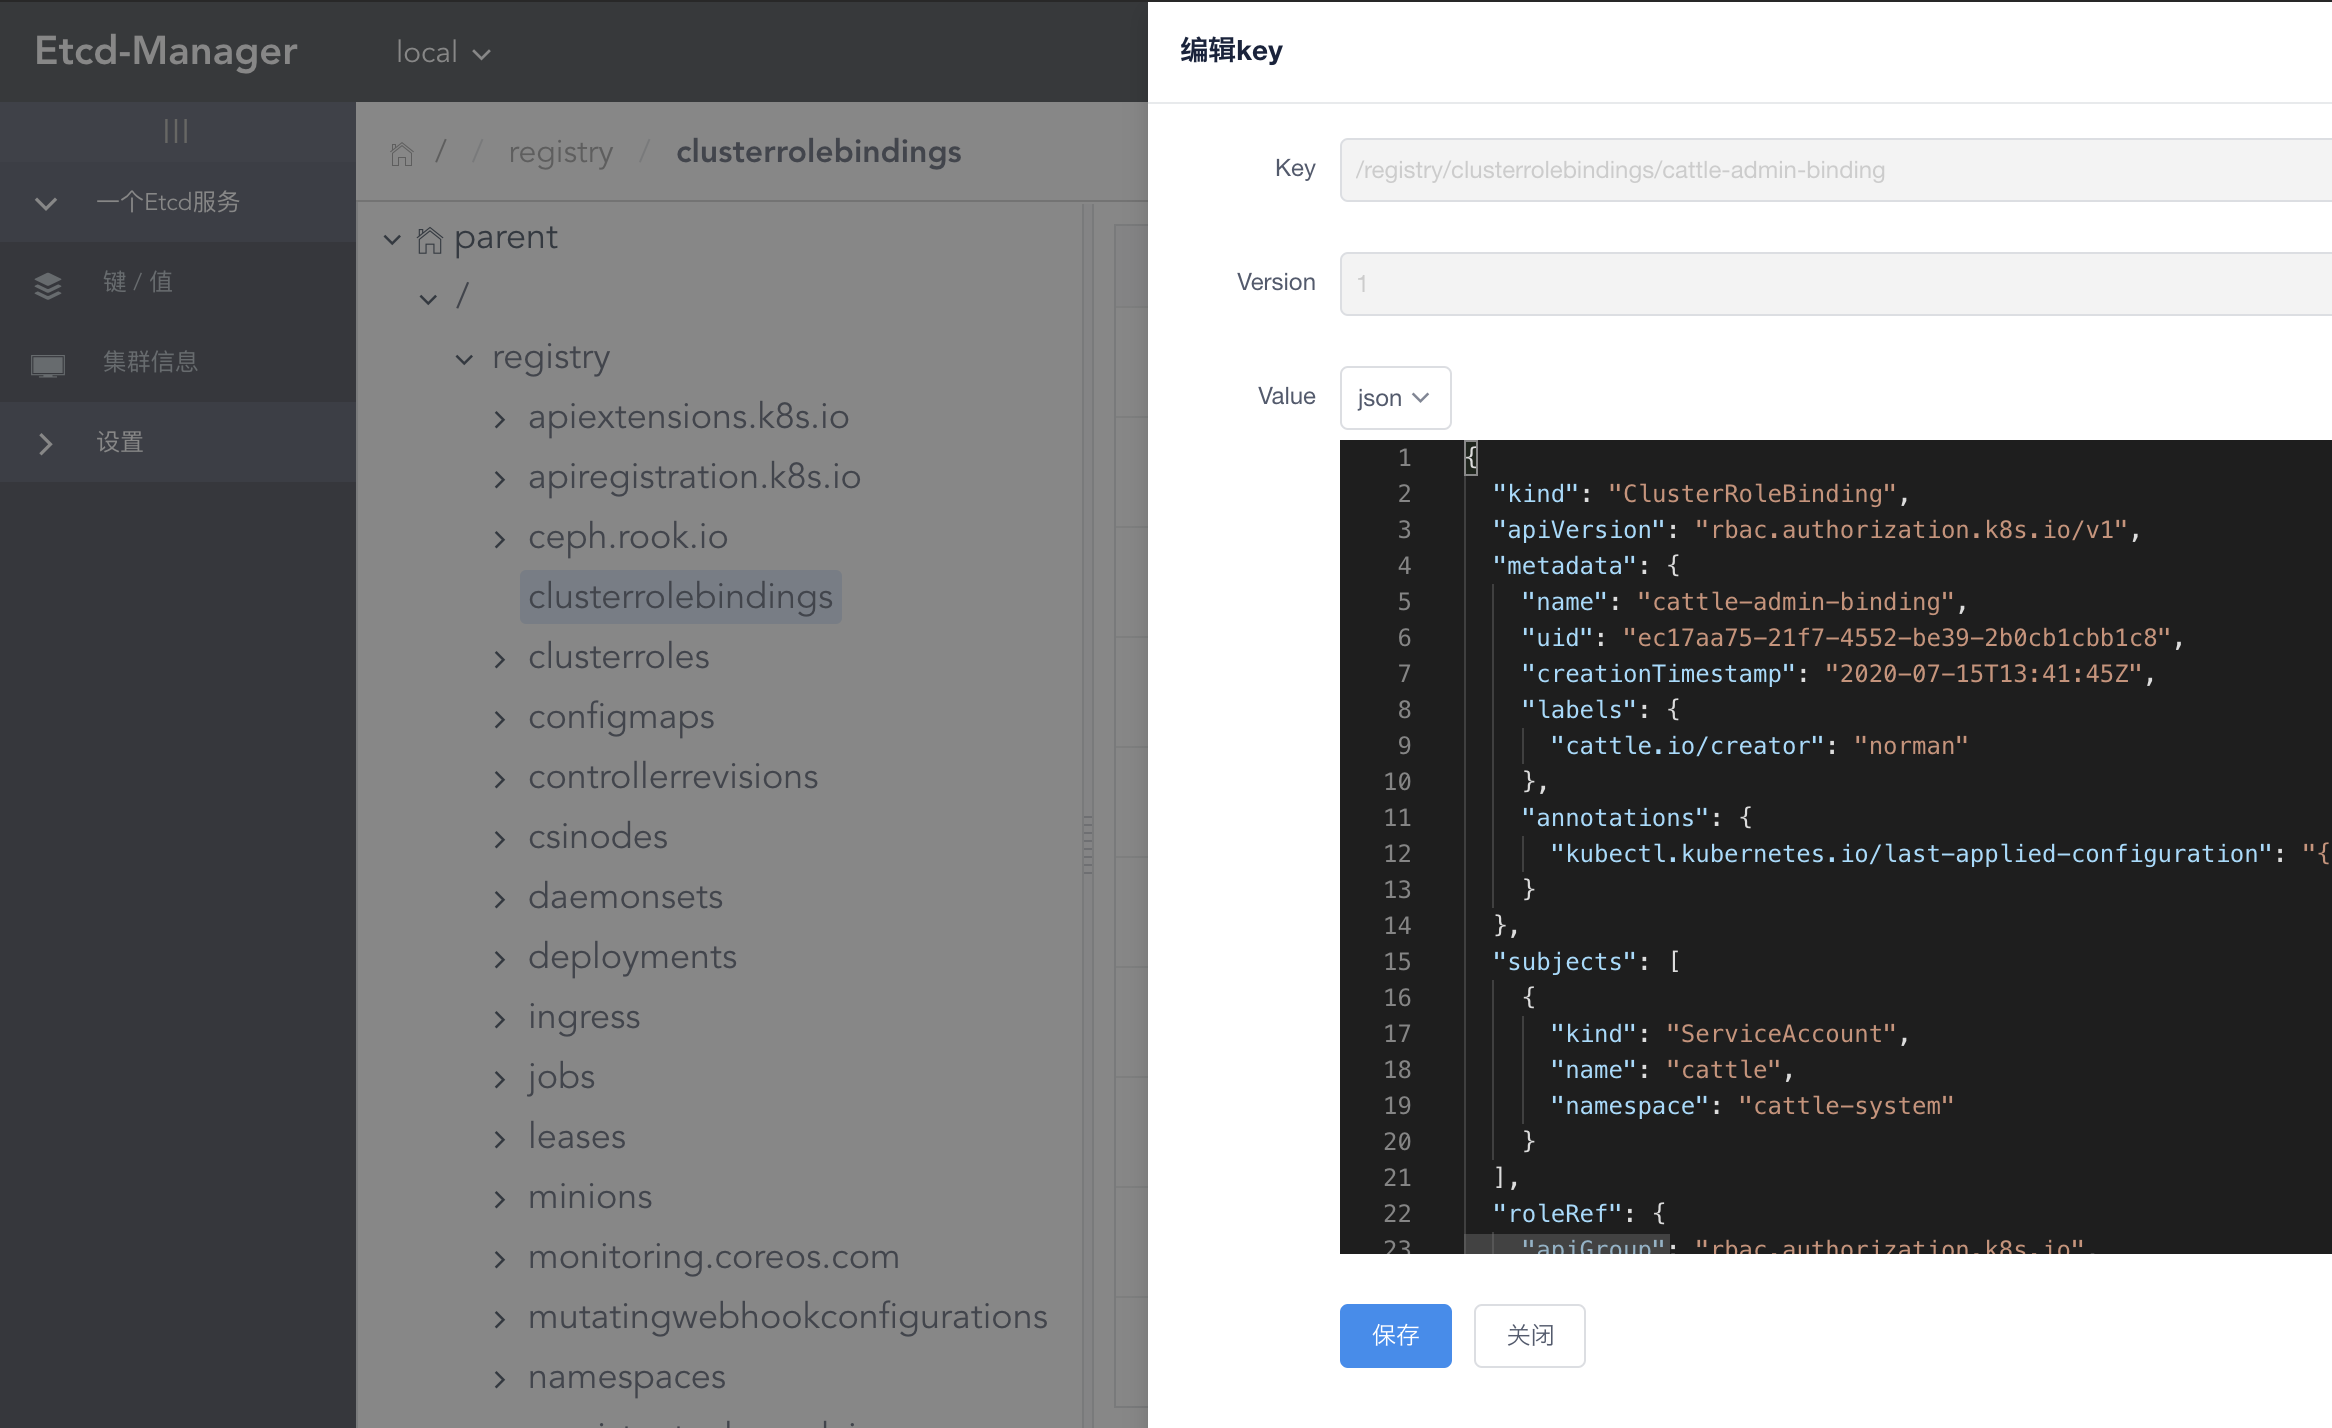 Etcd-Manager
local
一个Etcd服务
键 / 值
集群信息
设置
/ / registry / clusterrolebindings
parent
/
registry
apiextensions.k8s.io
apiregistration.k8s.io
ceph.rook.io
clusterrolebindings
clusterroles
configmaps
controllerrevisions
csinodes
daemonsets
deployments
ingress
jobs
leases
minions
monitoring.coreos.com
mutatingwebhookconfigurations
namespaces
编辑key
Key /registry/clusterrolebindings/cattle-admin-binding
Version 1
Value json
1 {
2 "kind": "ClusterRoleBinding",
3 "apiVersion": "rbac.authorization.k8s.io/v1",
4 "metadata": {
5 "name": "cattle-admin-binding",
6 "uid": "ec17aa75-21f7-4552-be39-2b0cb1cbb1c8",
7 "creationTimestamp": "2020-07-15T13:41:45Z",
8 "labels": {
9 "cattle.io/creator": "norman"
10 },
11 "annotations": {
12 "kubectl.kubernetes.io/last-applied-configuration": "{
13 }
14 },
15 "subjects": [
16 {
17 "kind": "ServiceAccount",
18 "name": "cattle",
19 "namespace": "cattle-system"
20 }
21 ],
22 "roleRef": {
23 "apiGroup": "rbac.authorization.k8s.io",
保存
关闭